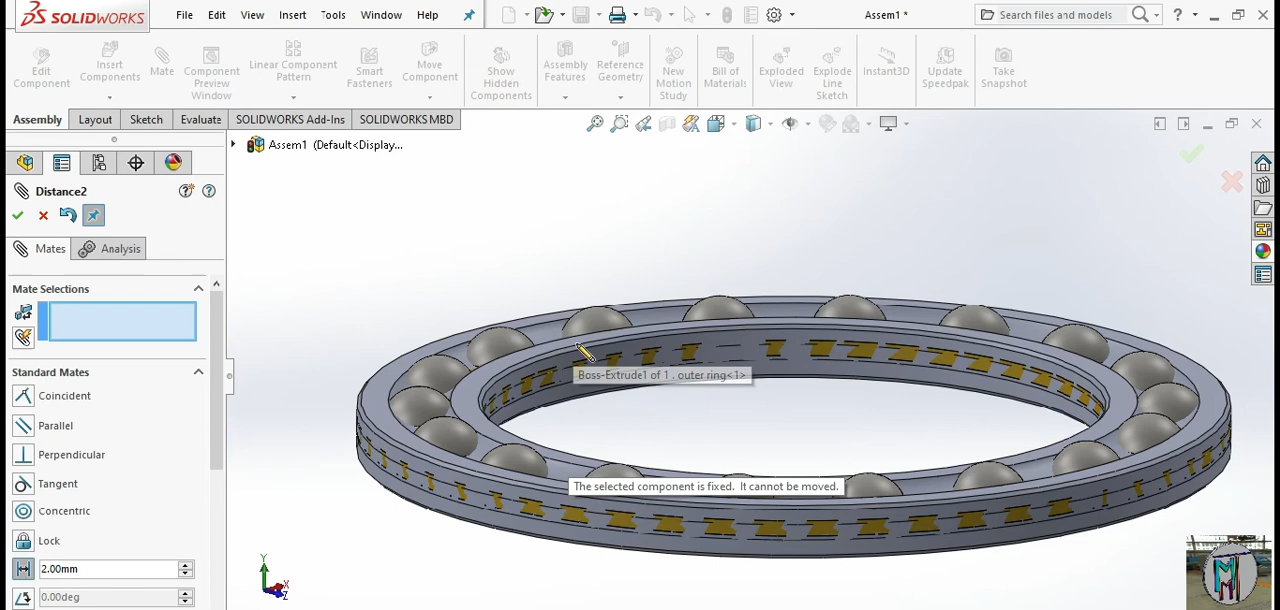 SOLIDWORKS
File Edit View Insert Tools Window Help
Assem1 *
Search files and models
?
Edit Component
Insert Components
Mate
Component Preview Window
Linear Component Pattern
Smart Fasteners
Move Component
Show Hidden Components
Assembly Features
Reference Geometry
New Motion Study
Bill of Materials
Exploded View
Explode Line Sketch
Instant3D
Update Speedpak
Take Snapshot
Assembly Layout Sketch Evaluate SOLIDWORKS Add-Ins SOLIDWORKS MBD
Assem1 (Default<Display...
Distance2
Mates Analysis
Mate Selections
Standard Mates
Coincident
Parallel
Perpendicular
Tangent
Concentric
Lock
2.00mm
0.00deg
Boss-Extrude1 of 1 . outer ring<1>
The selected component is fixed. It cannot be moved.
Y
X
Z